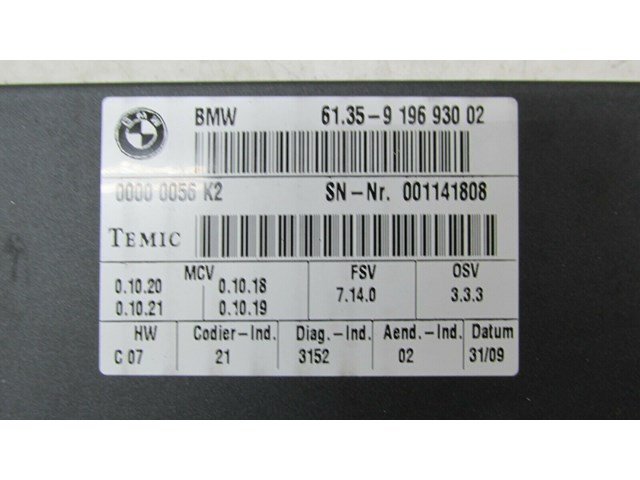 BMW
BMW 61.35-9 196 930 02
0000 0056 K2 SN-Nr. 001141808
TEMIC
MCV FSV OSV
0.10.20 0.10.18 7.14.0 3.3.3
0.10.21 0.10.19
HW Codier-Ind. Diag.-Ind. Aend.-Ind. Datum
C 07 21 3152 02 31/09